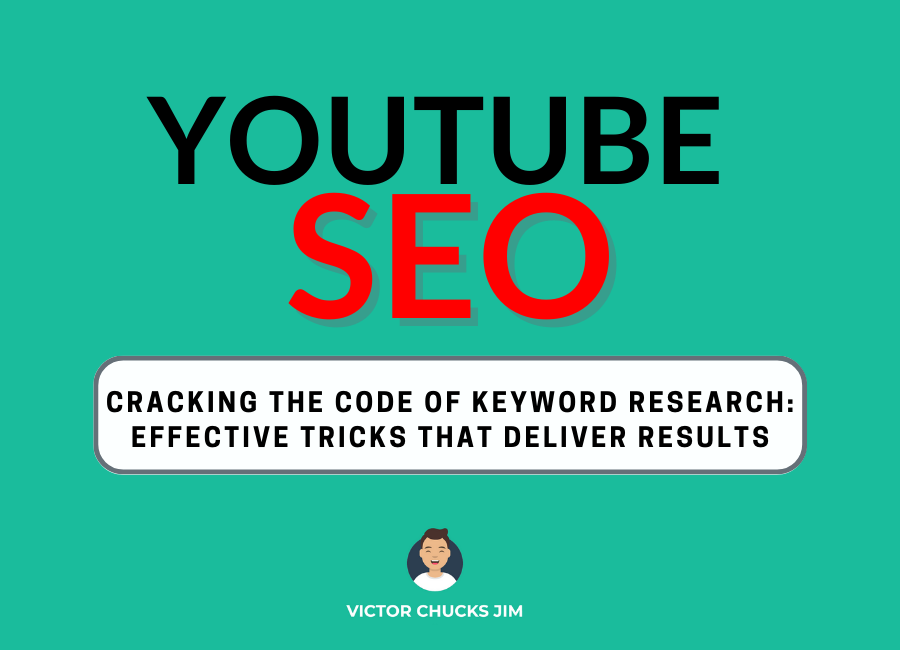 YOUTUBE
SEO
CRACKING THE CODE OF KEYWORD RESEARCH:
EFFECTIVE TRICKS THAT DELIVER RESULTS
VICTOR CHUCKS JIM